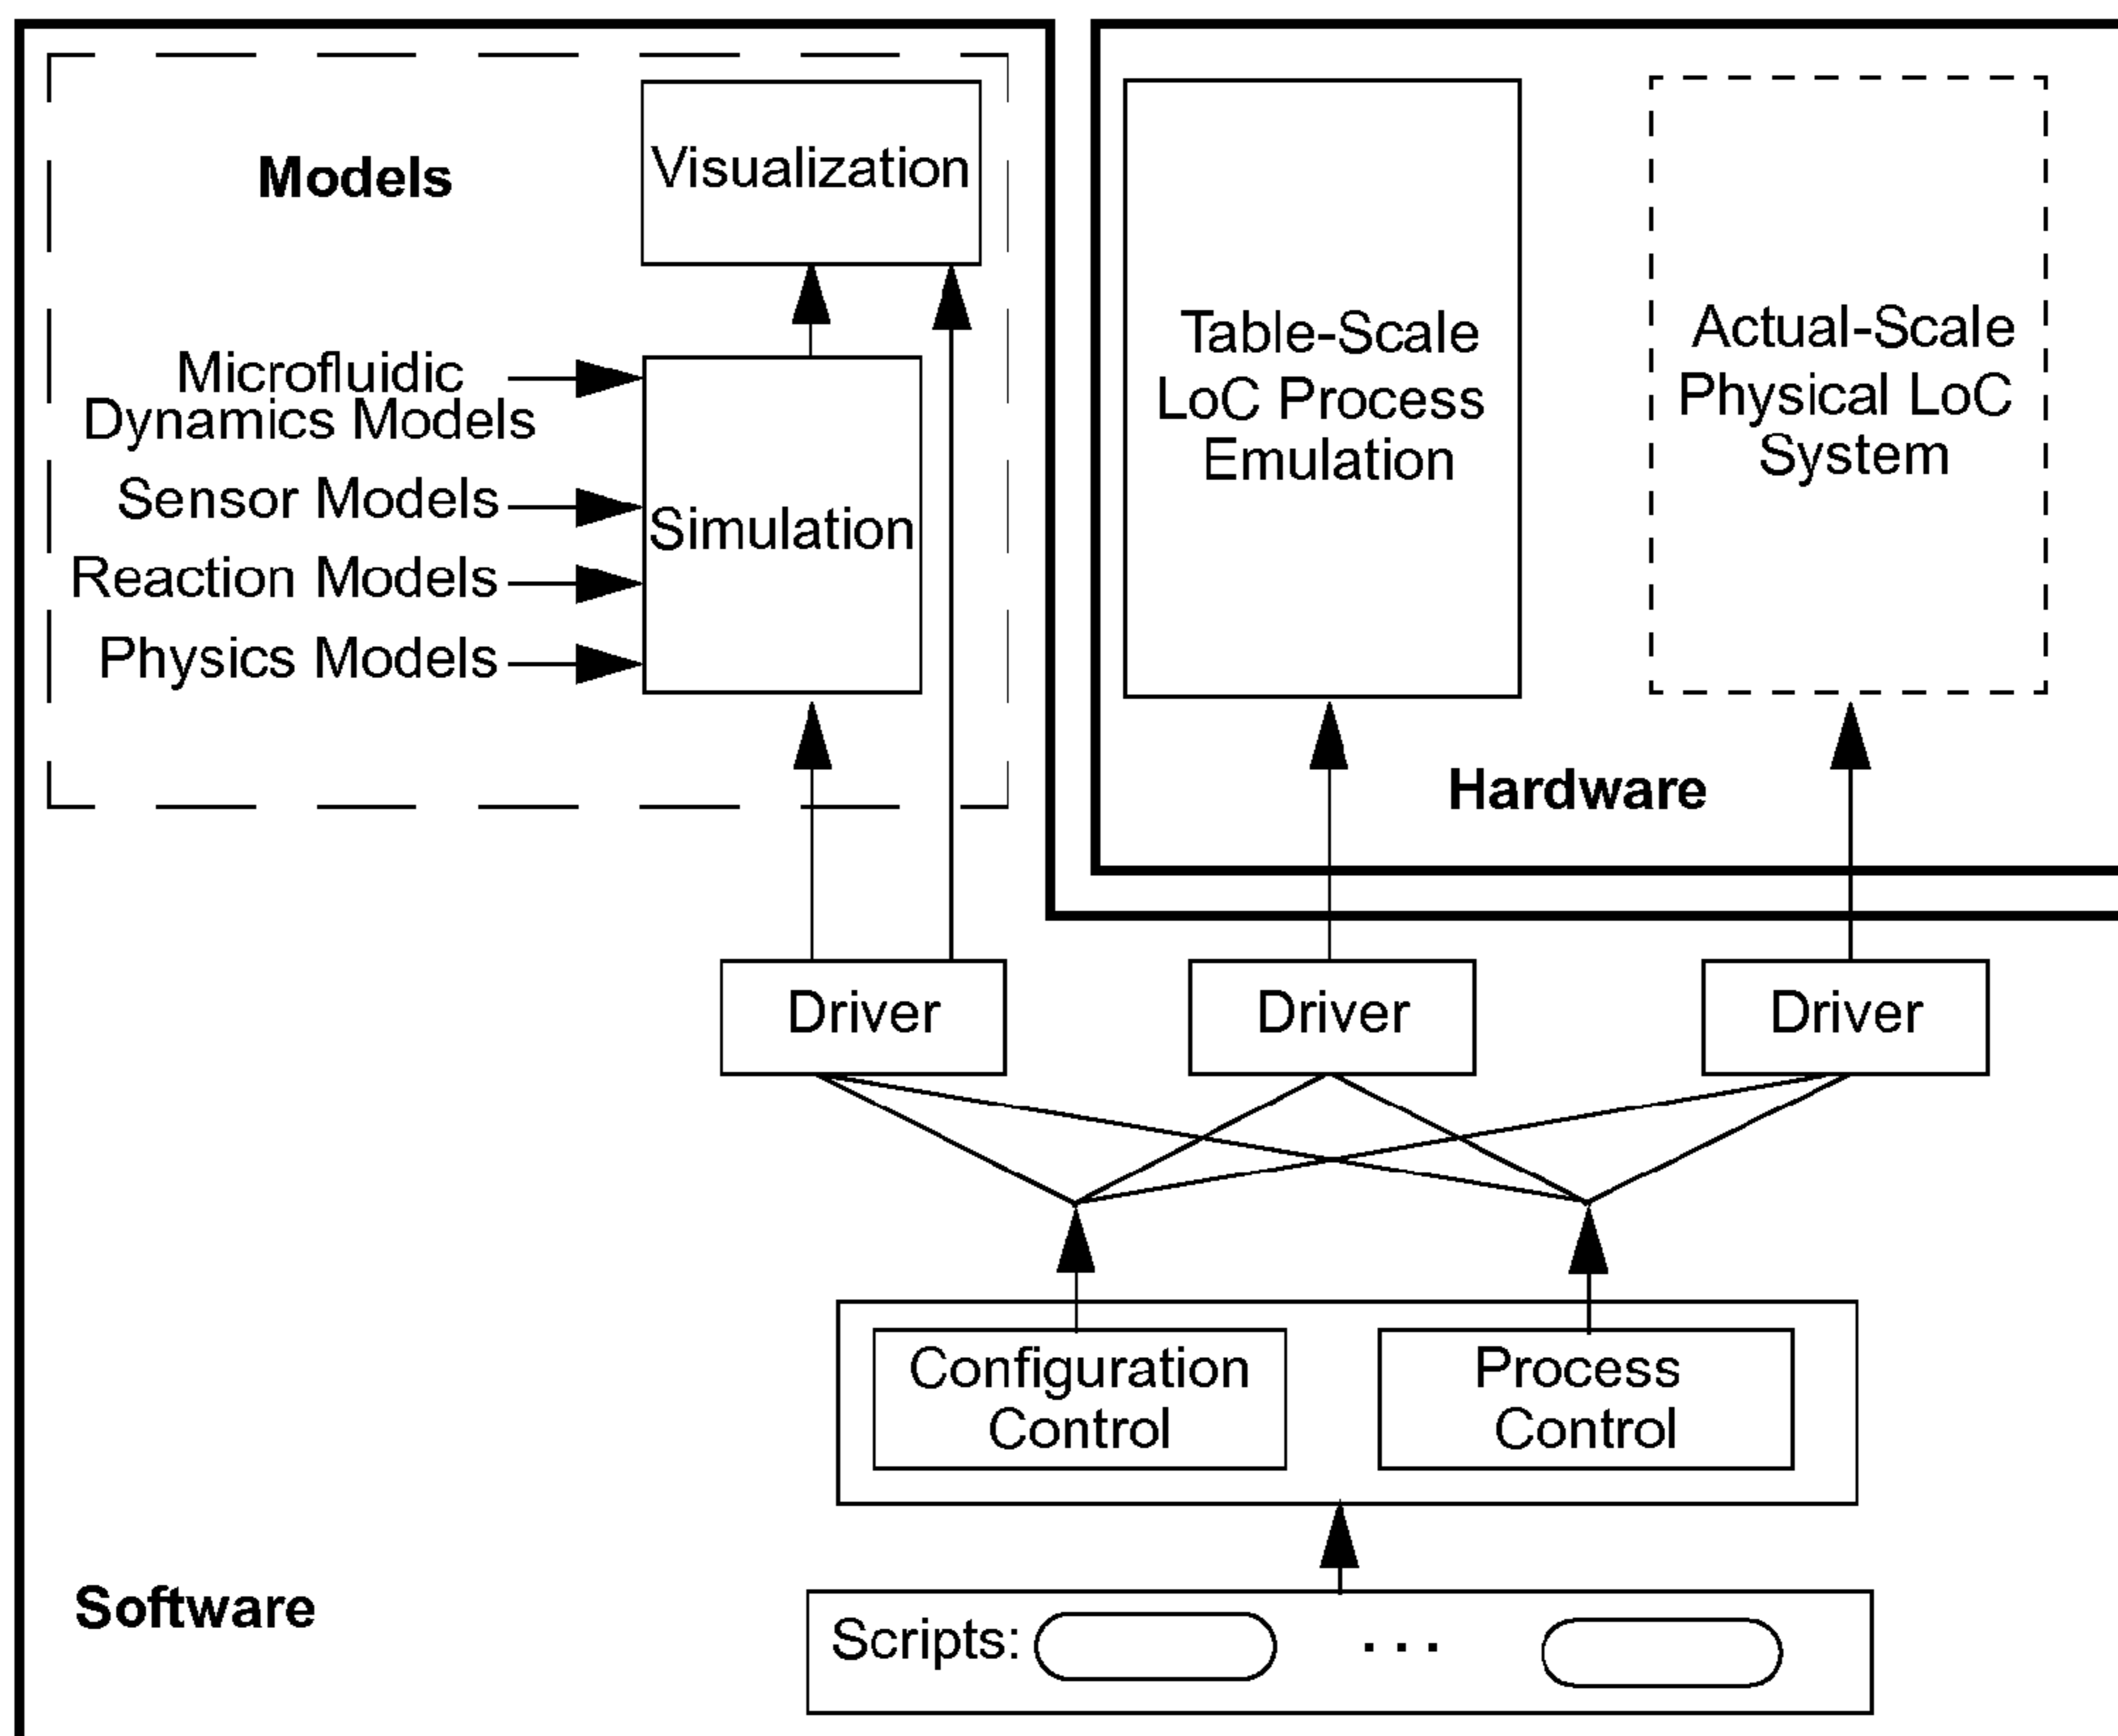 Models
Visualization
Microfluidic
Dynamics Models
Sensor Models
Reaction Models
Physics Models
Simulation
Table-Scale
LoC Process
Emulation
Actual-Scale
Physical LoC
System
Hardware
Driver
Driver
Driver
Configuration
Control
Process
Control
Software
Scripts:
...